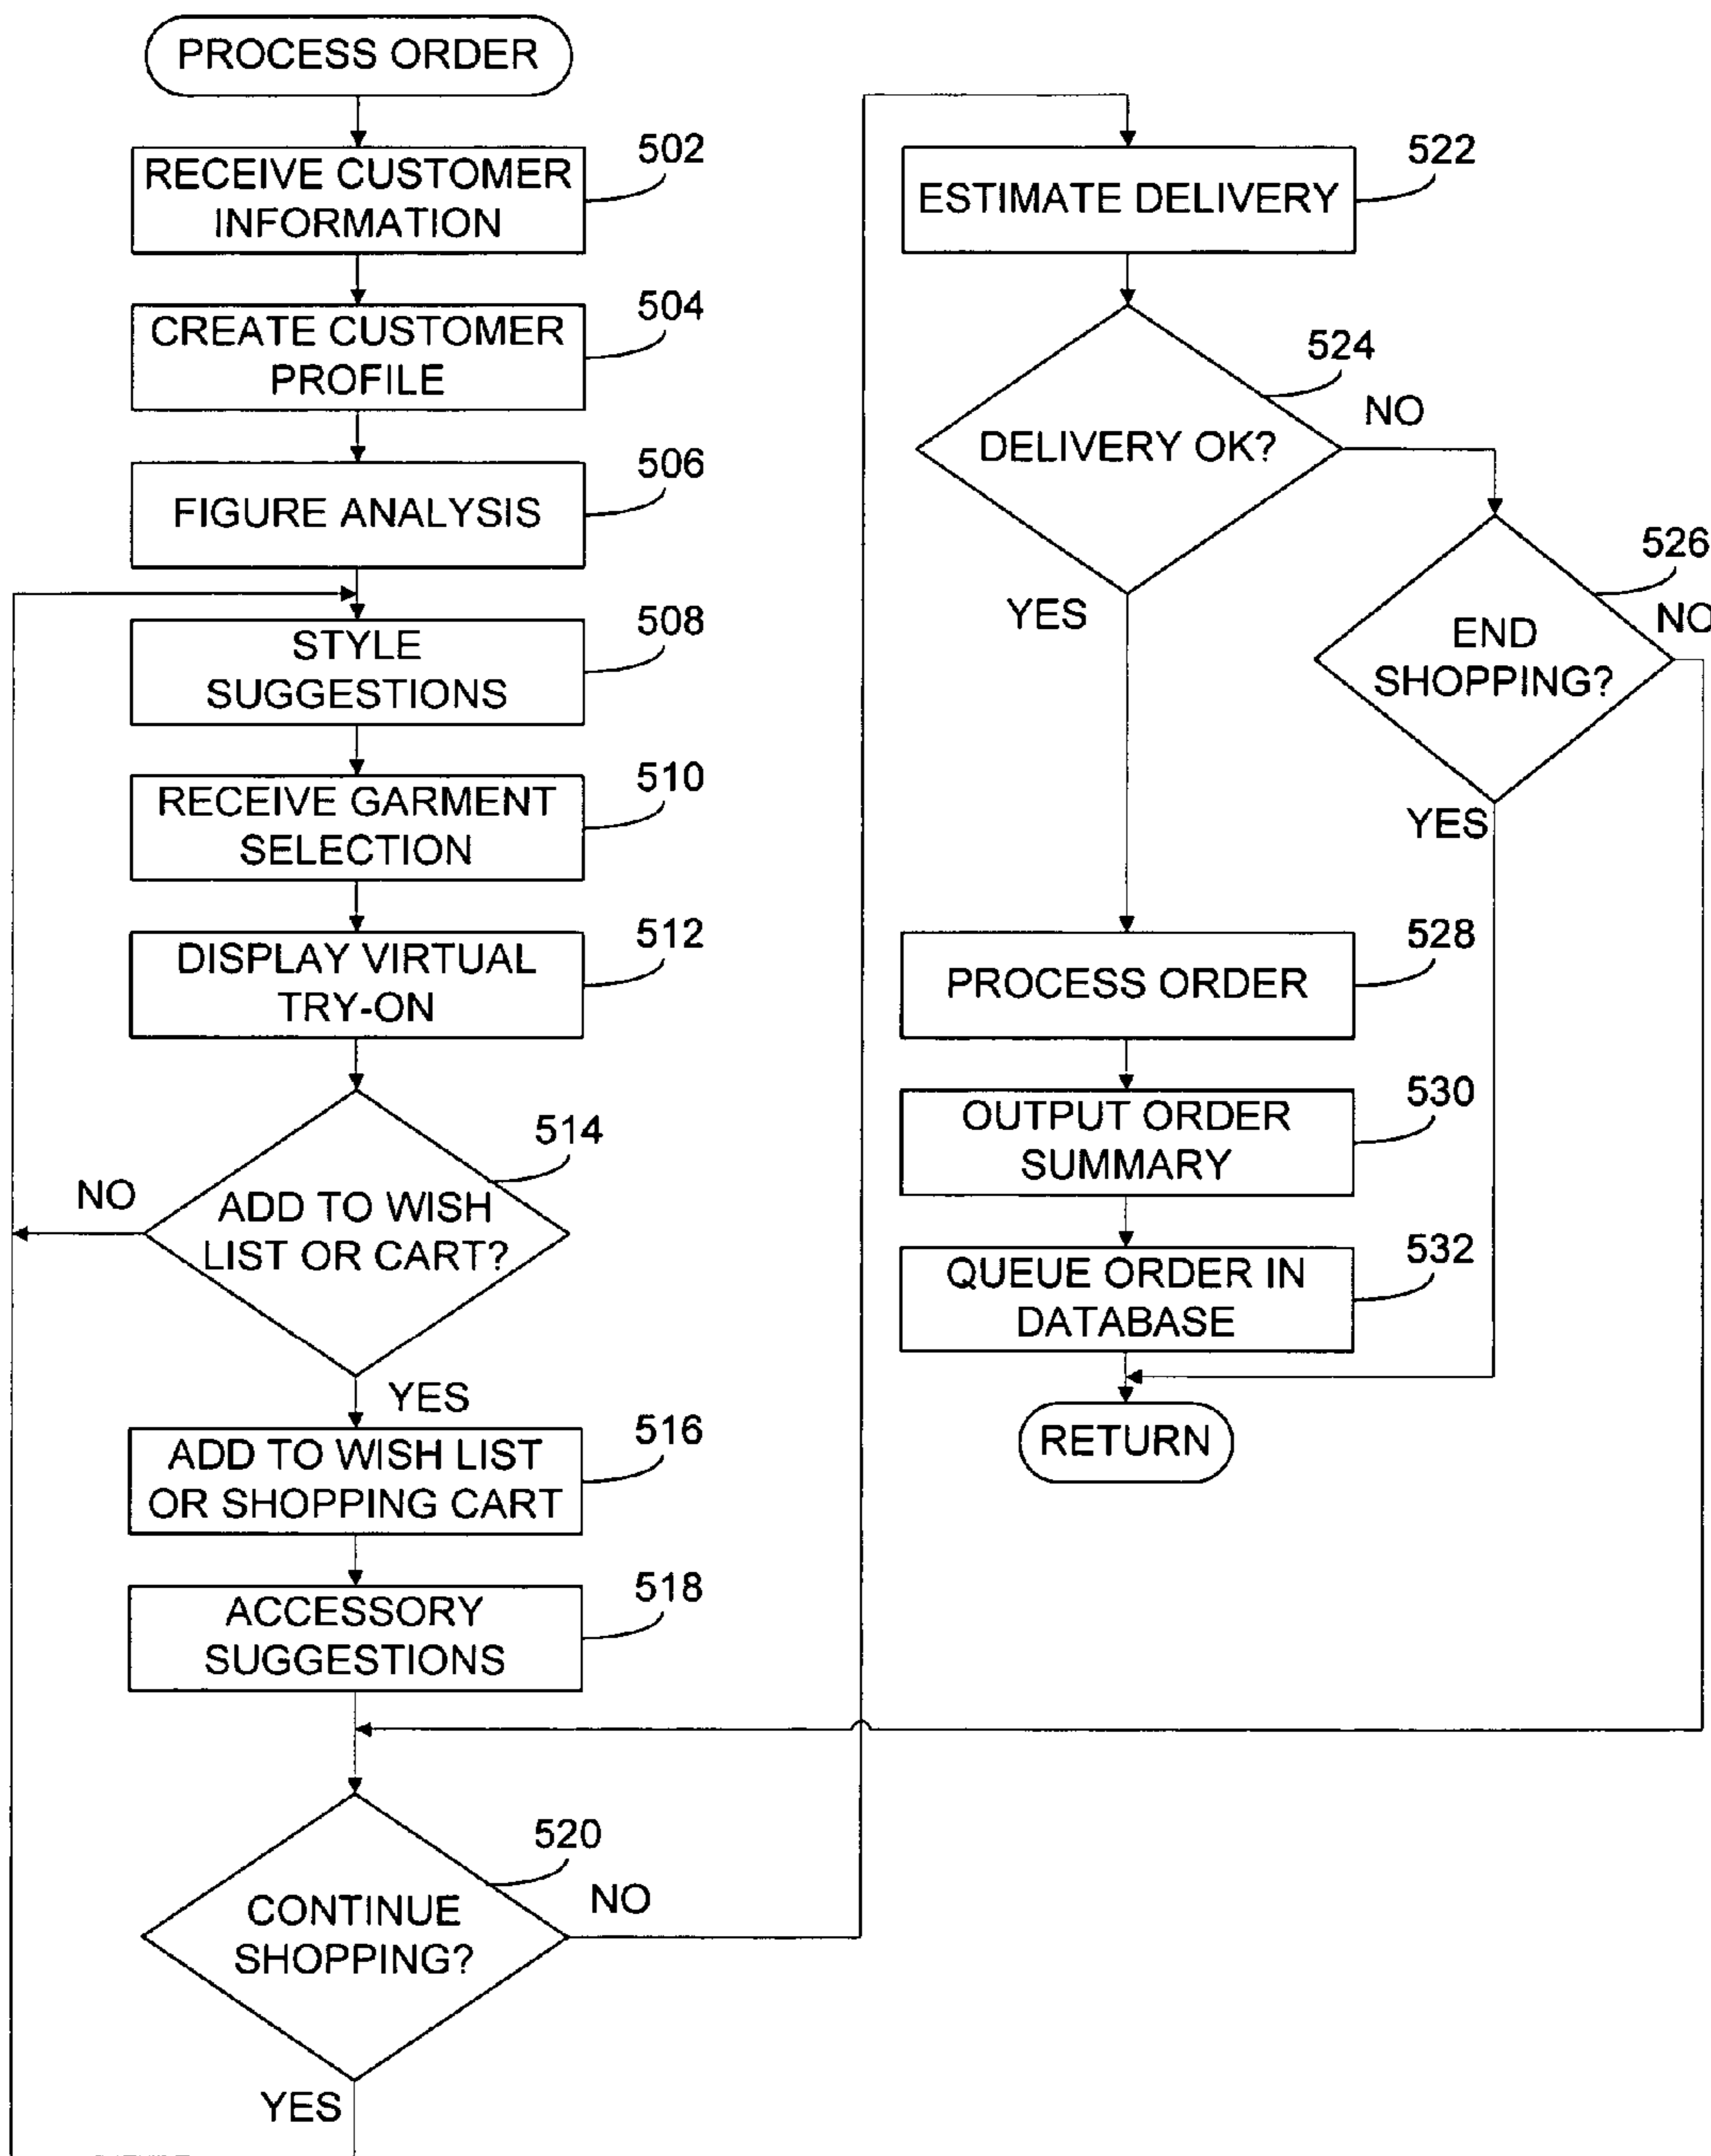 PROCESS ORDER
RECEIVE CUSTOMER
INFORMATION
502
CREATE CUSTOMER
PROFILE
504
FIGURE ANALYSIS
506
STYLE
SUGGESTIONS
508
RECEIVE GARMENT
SELECTION
510
DISPLAY VIRTUAL
TRY-ON
512
ADD TO WISH
LIST OR CART?
514
NO
YES
ADD TO WISH LIST
OR SHOPPING CART
516
ACCESSORY
SUGGESTIONS
518
CONTINUE
SHOPPING?
520
NO
YES
ESTIMATE DELIVERY
522
DELIVERY OK?
524
NO
YES
END
SHOPPING?
526
NO
YES
PROCESS ORDER
528
OUTPUT ORDER
SUMMARY
530
QUEUE ORDER IN
DATABASE
532
RETURN